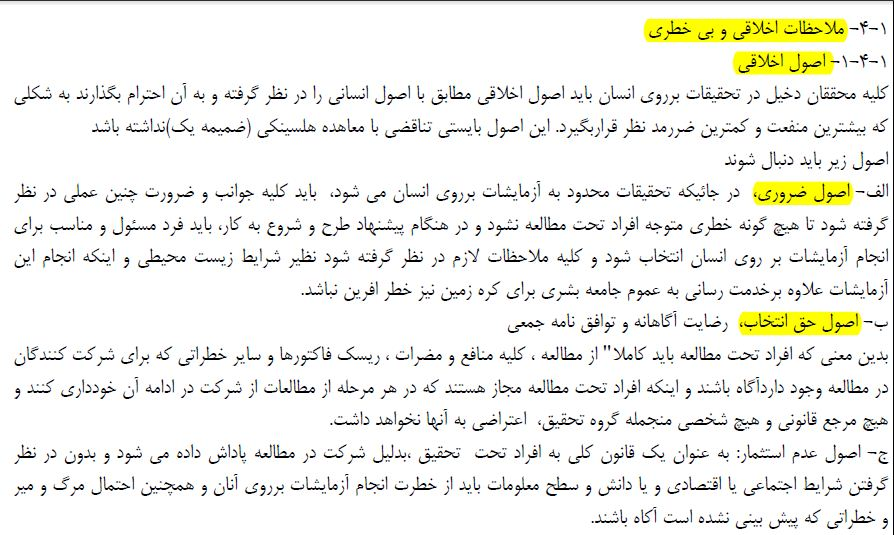 ۱-۴- ملاحظات اخلاقی و بی خطری
۱-۴-۱- اصول اخلاقی
کلیه محققان دخیل در تحقیقات برروی انسان باید اصول اخلاقی مطابق با اصول انسانی را در نظر گرفته و به آن احترام بگذارند به شکلی
که بیشترین منفعت و کمترین ضررمد نظر قراربگیرد. این اصول بایستی تناقضی با معاهده هلسینکی (ضمیمه یک)نداشته باشد
اصول زیر باید دنبال شوند
الف- اصول ضروری، در جائیکه تحقیقات محدود به آزمایشات برروی انسان می شود، باید کلیه جوانب و ضرورت چنین عملی در نظر
گرفته شود تا هیچ گونه خطری متوجه افراد تحت مطالعه نشود و در هنگام پیشنهاد طرح و شروع به کار، باید فرد مسئول و مناسب برای
انجام آزمایشات بر روی انسان انتخاب شود و کلیه ملاحظات لازم در نظر گرفته شود نظیر شرایط زیست محیطی و اینکه انجام این
آزمایشات علاوه برخدمت رسانی به عموم جامعه بشری برای کره زمین نیز خطر افرین نباشد.
ب- اصول حق انتخاب، رضایت آگاهانه و توافق نامه جمعی
بدین معنی که افراد تحت مطالعه باید کاملا" از مطالعه ، کلیه منافع و مضرات ، ریسک فاکتورها و سایر خطراتی که برای شرکت کنندگان
در مطالعه وجود داردآگاه باشند و اینکه افراد تحت مطالعه مجاز هستند که در هر مرحله از مطالعات از شرکت در ادامه آن خودداری کنند و
هیچ مرجع قانونی و هیچ شخصی منجمله گروه تحقیق، اعتراضی به آنها نخواهد داشت.
ج- اصول عدم استثمار: به عنوان یک قانون کلی به افراد تحت تحقیق ،بدلیل شرکت در مطالعه پاداش داده می شود و بدون در نظر
گرفتن شرایط اجتماعی یا اقتصادی و یا دانش و سطح معلومات باید از خطرت انجام آزمایشات برروی آنان و همچنین احتمال مرگ و میر
و خطراتی که پیش بینی نشده است آکاه باشند.